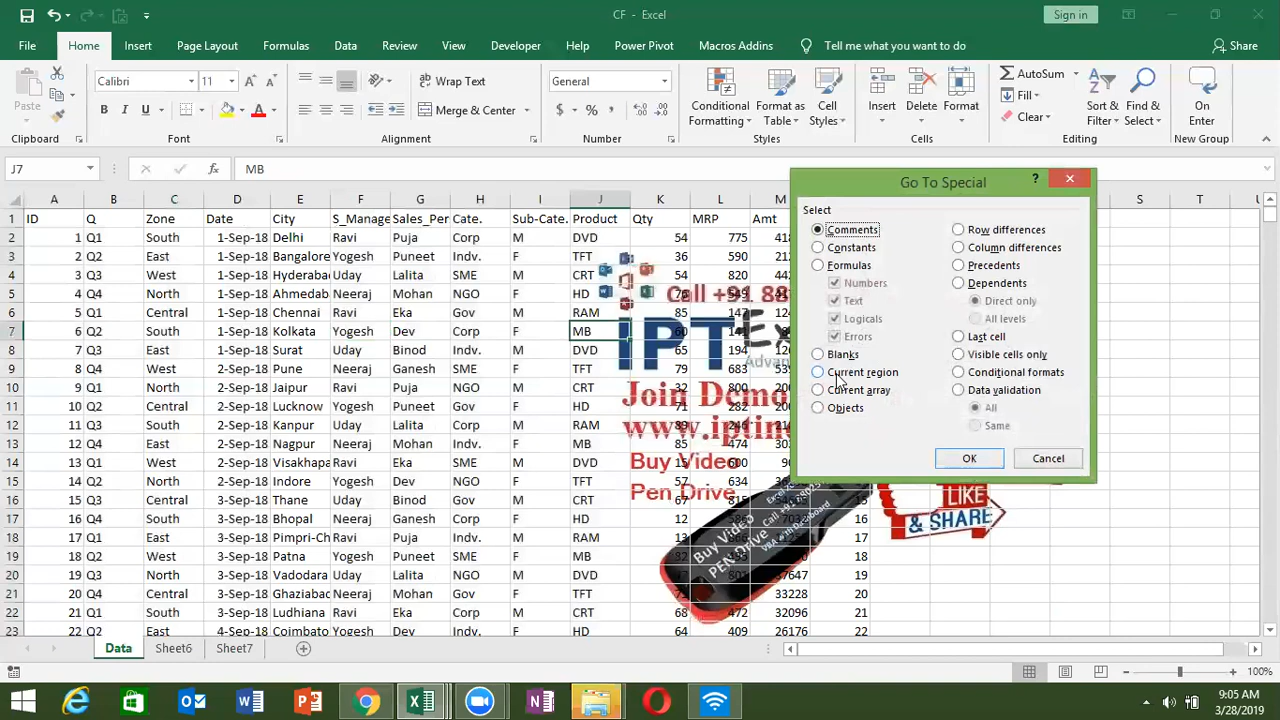 CF - Excel
Sign in
File Home Insert Page Layout Formulas Data Review View Developer Help Power Pivot Macros Addins Tell me what you want to do Share
Paste
Clipboard
Calibri 11
B I U
Font
Wrap Text
Merge & Center
Alignment
General
$ % ,
Number
Conditional Formatting
Format as Table
Cell Styles
Styles
Insert Delete Format
Cells
AutoSum
Fill
Clear
Sort & Filter
Find & Select
Editing
On Enter
New Group
J7 fx MB
A B C D E F G H I J K L M S T U
1 ID Q Zone Date City S_Manage Sales_Per Cate. Sub-Cate. Product Qty MRP Amt
2 1 Q1 South 1-Sep-18 Delhi Ravi Puja Corp M DVD 54 775
3 2 Q2 East 1-Sep-18 Bangalore Yogesh Puneet Indv. F TFT 36 590
4 3 Q3 West 1-Sep-18 Hyderaba Uday Lalita SME M CRT 54 820
5 4 Q4 North 1-Sep-18 Ahmedab Neeraj Mohan NGO F HD
6 5 Q1 Central 1-Sep-18 Chennai Ravi Eka Gov M RAM 85 147
7 6 Q2 South 1-Sep-18 Kolkata Yogesh Dev Corp F MB 60
8 7 Q3 East 1-Sep-18 Surat Uday Binod Indv. M DVD 65 194
9 8 Q4 West 2-Sep-18 Pune Neeraj Ganesh SME F TFT 79 683
10 9 Q1 North 2-Sep-18 Jaipur Ravi Puja NGO M CRT 32 800
11 10 Q2 Central 2-Sep-18 Lucknow Yogesh Puneet Gov F HD 71 282
12 11 Q3 South 2-Sep-18 Kanpur Uday Lalita Corp M RAM 89
13 12 Q4 East 2-Sep-18 Nagpur Neeraj Mohan Indv. F MB 85 474
14 13 Q1 West 2-Sep-18 Visakhapa Ravi Eka SME M DVD 15 600
15 14 Q2 North 2-Sep-18 Indore Yogesh Dev NGO F TFT 57 634
16 15 Q3 Central 3-Sep-18 Thane Uday Binod Gov M CRT 67 815 15
17 16 Q4 South 3-Sep-18 Bhopal Neeraj Ganesh Corp F HD 12 586 7032 16
18 17 Q1 East 3-Sep-18 Pimpri-Ch Ravi Puja Indv. M RAM 13 17
19 18 Q2 West 3-Sep-18 Patna Yogesh Puneet SME F MB 18
20 19 Q3 North 3-Sep-18 Vadodara Uday Lalita NGO M DVD 37647 19
21 20 Q4 Central 3-Sep-18 Ghaziabad Neeraj Mohan Gov F TFT 33228 20
22 21 Q1 South 3-Sep-18 Ludhiana Ravi Eka Corp M CRT 68 472 32096 21
23 22 Q2 East 4-Sep-18 Coimbato Yogesh Dev Indv. F HD 64 409 26176 22
Call +91 88
IPT Ex
Adva
Join Demo
www.iptin
Buy Video
Pen Drive
Buy Video
PEN Drive
LIKE
& SHARE
Go To Special
?
Select
Comments
Constants
Formulas
Numbers
Text
Logicals
Errors
Blanks
Current region
Current array
Objects
Row differences
Column differences
Precedents
Dependents
Direct only
All levels
Last cell
Visible cells only
Conditional formats
Data validation
All
Same
OK Cancel
Data Sheet6 Sheet7
100%
9:05 AM
3/28/2019